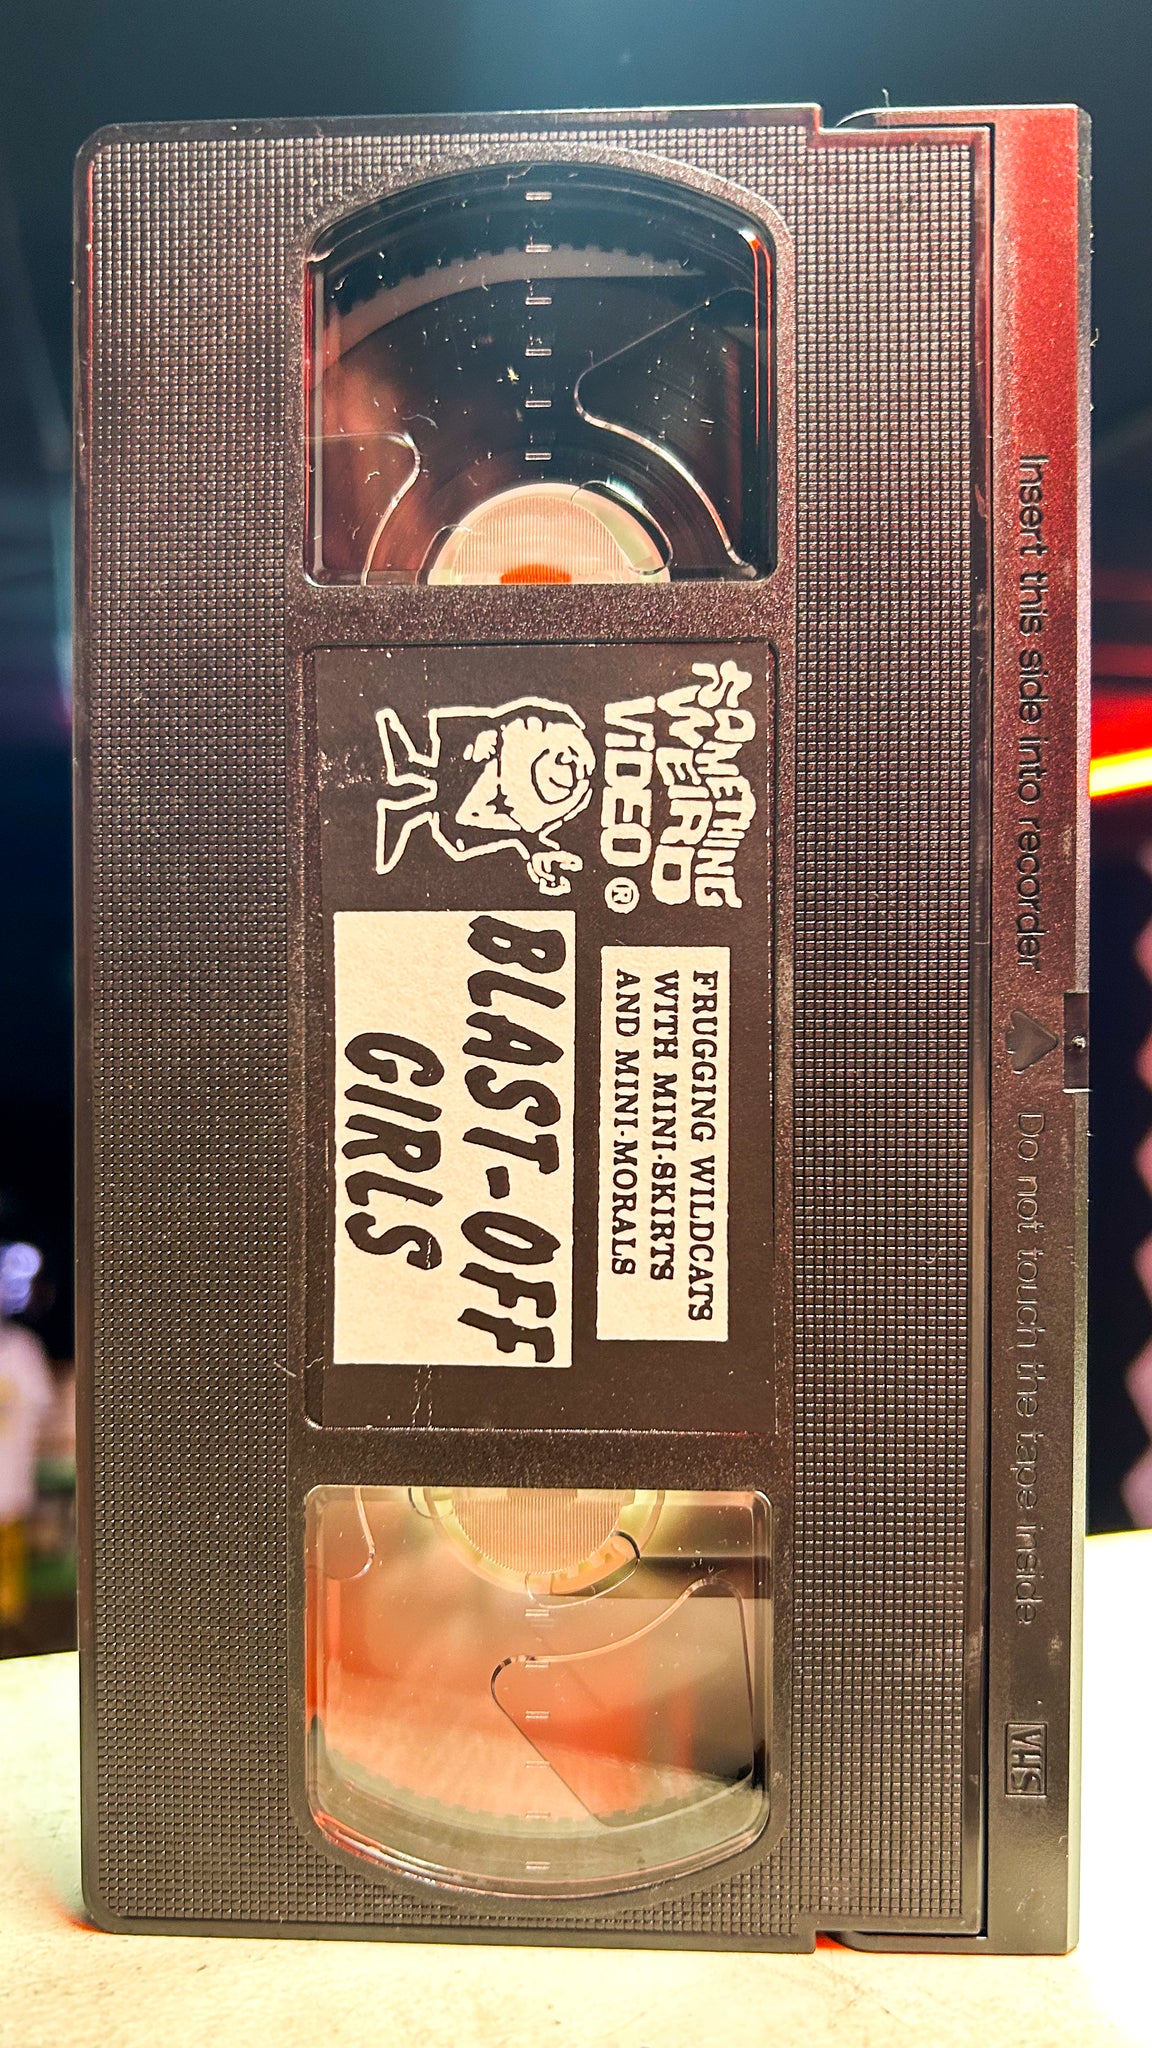 Insert this side into recorder
Do not touch the tape inside
VHS
SOMETHING
WEIRD
VIDEO ®
FRUGGING WILDCATS
WITH MINI·SKIRTS
AND MINI·MORALS
BLAST-OFF
GIRLS